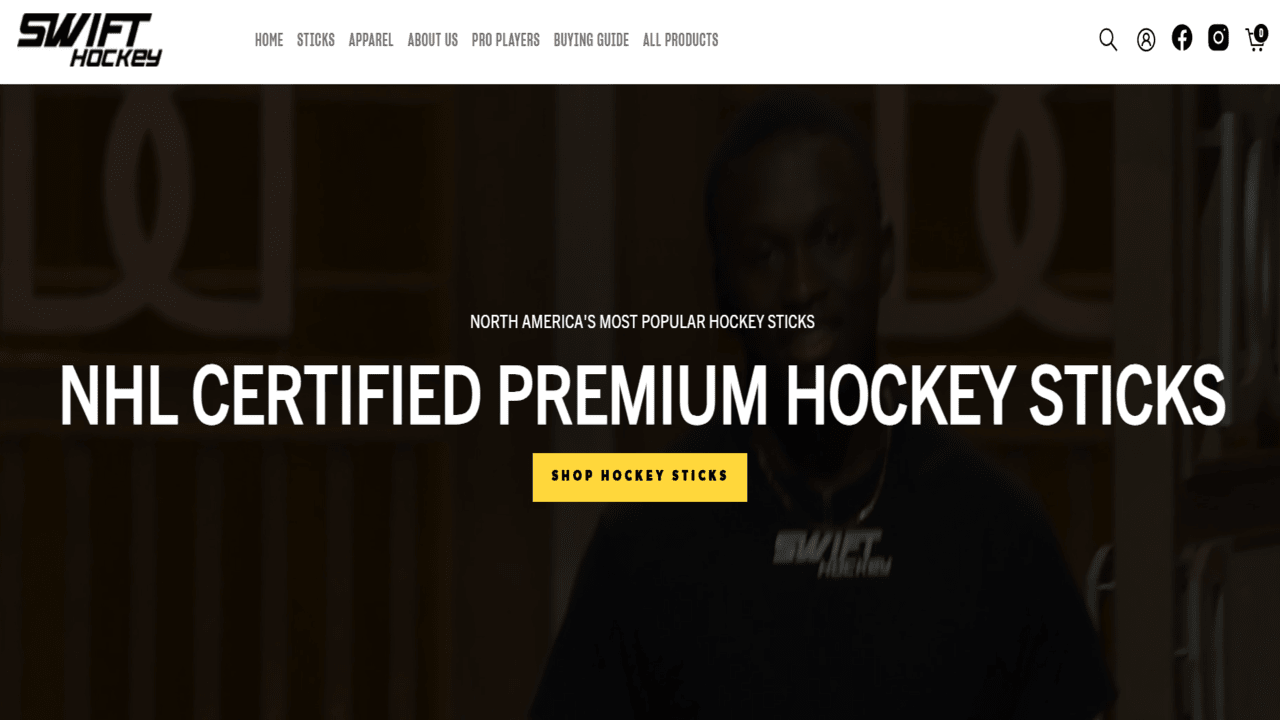 SWIFT
HOCKEY
HOME STICKS APPAREL ABOUT US PRO PLAYERS BUYING GUIDE ALL PRODUCTS
0
NORTH AMERICA'S MOST POPULAR HOCKEY STICKS
NHL CERTIFIED PREMIUM HOCKEY STICKS
SHOP HOCKEY STICKS
SWIFT
HOCKEY